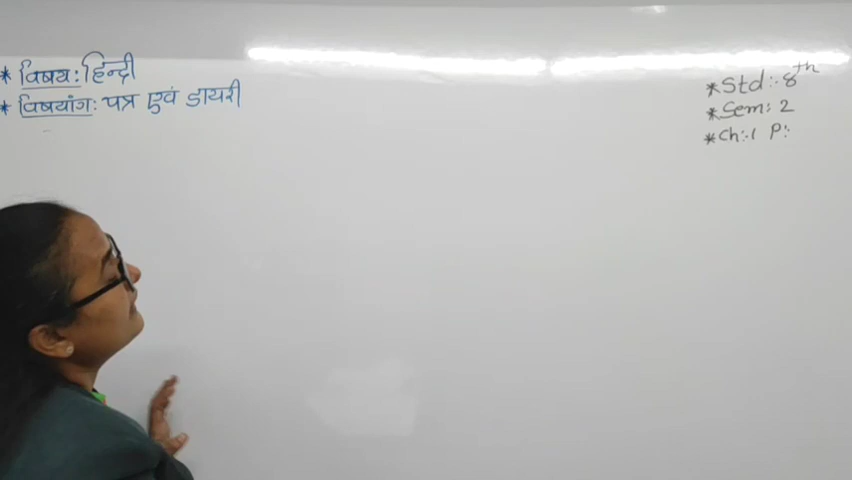 * विषय: हिन्दी
* विषयांग: पत्र एवं डायरी
* Std:- 8th
* Sem: 2
* Ch:-1 P:-